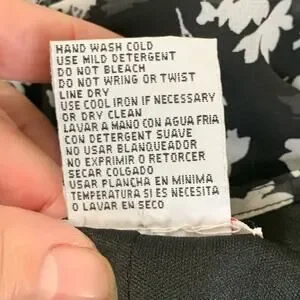 HAND WASH COLD
USE MILD DETERGENT
DO NOT BLEACH
DO NOT WRING OR TWIST
LINE DRY
USE COOL IRON IF NECESSARY
OR DRY CLEAN
LAVAR A MANO CON AGUA FRIA
CON DETERGENT SUAVE
NO USAR BLANQUEADOR
NO EXPRIMIR O RETORCER
SECAR COLGADO
USAR PLANCHA EN MINIMA
TEMPERATURA SI ES NECESITA
O LAVAR EN SECO